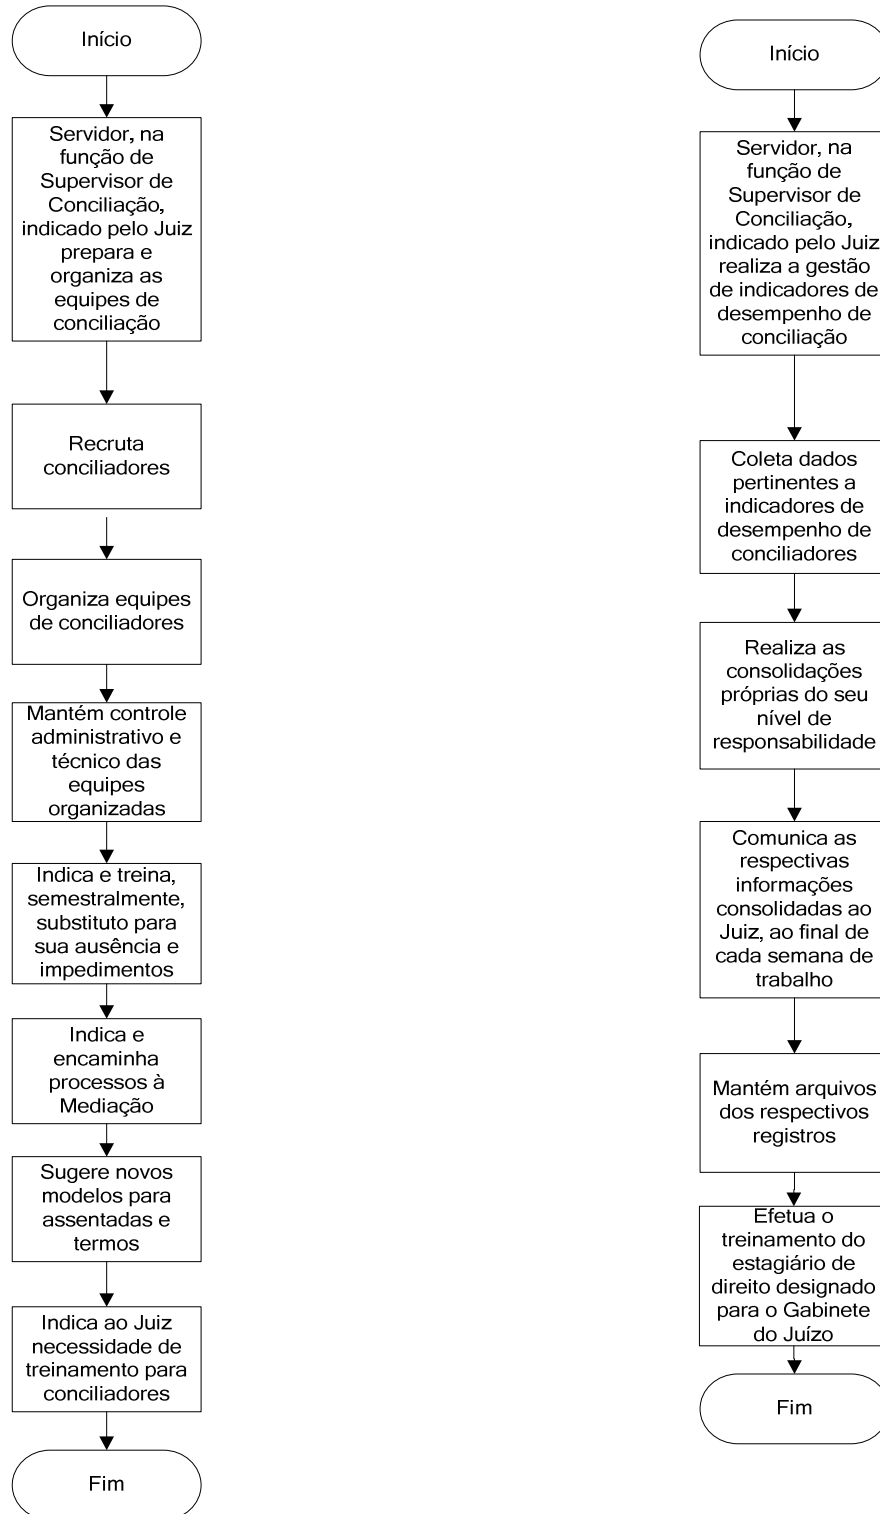 Início
Servidor, na
função de
Supervisor de
Conciliação,
indicado pelo Juiz
prepara e
organiza as
equipes de
conciliação
Recruta
conciliadores
Organiza equipes
de conciliadores
Mantém controle
administrativo e
técnico das
equipes
organizadas
Indica e treina,
semestralmente,
substituto para
sua ausência e
impedimentos
Indica e
encaminha
processos à
Mediação
Sugere novos
modelos para
assentadas e
termos
Indica ao Juiz
necessidade de
treinamento para
conciliadores
Fim
Início
Servidor, na
função de
Supervisor de
Conciliação,
indicado pelo Juiz
realiza a gestão
de indicadores de
desempenho de
conciliação
Coleta dados
pertinentes a
indicadores de
desempenho de
conciliadores
Realiza as
consolidações
próprias do seu
nível de
responsabilidade
Comunica as
respectivas
informações
consolidadas ao
Juiz, ao final de
cada semana de
trabalho
Mantém arquivos
dos respectivos
registros
Efetua o
treinamento do
estagiário de
direito designado
para o Gabinete
do Juízo
Fim